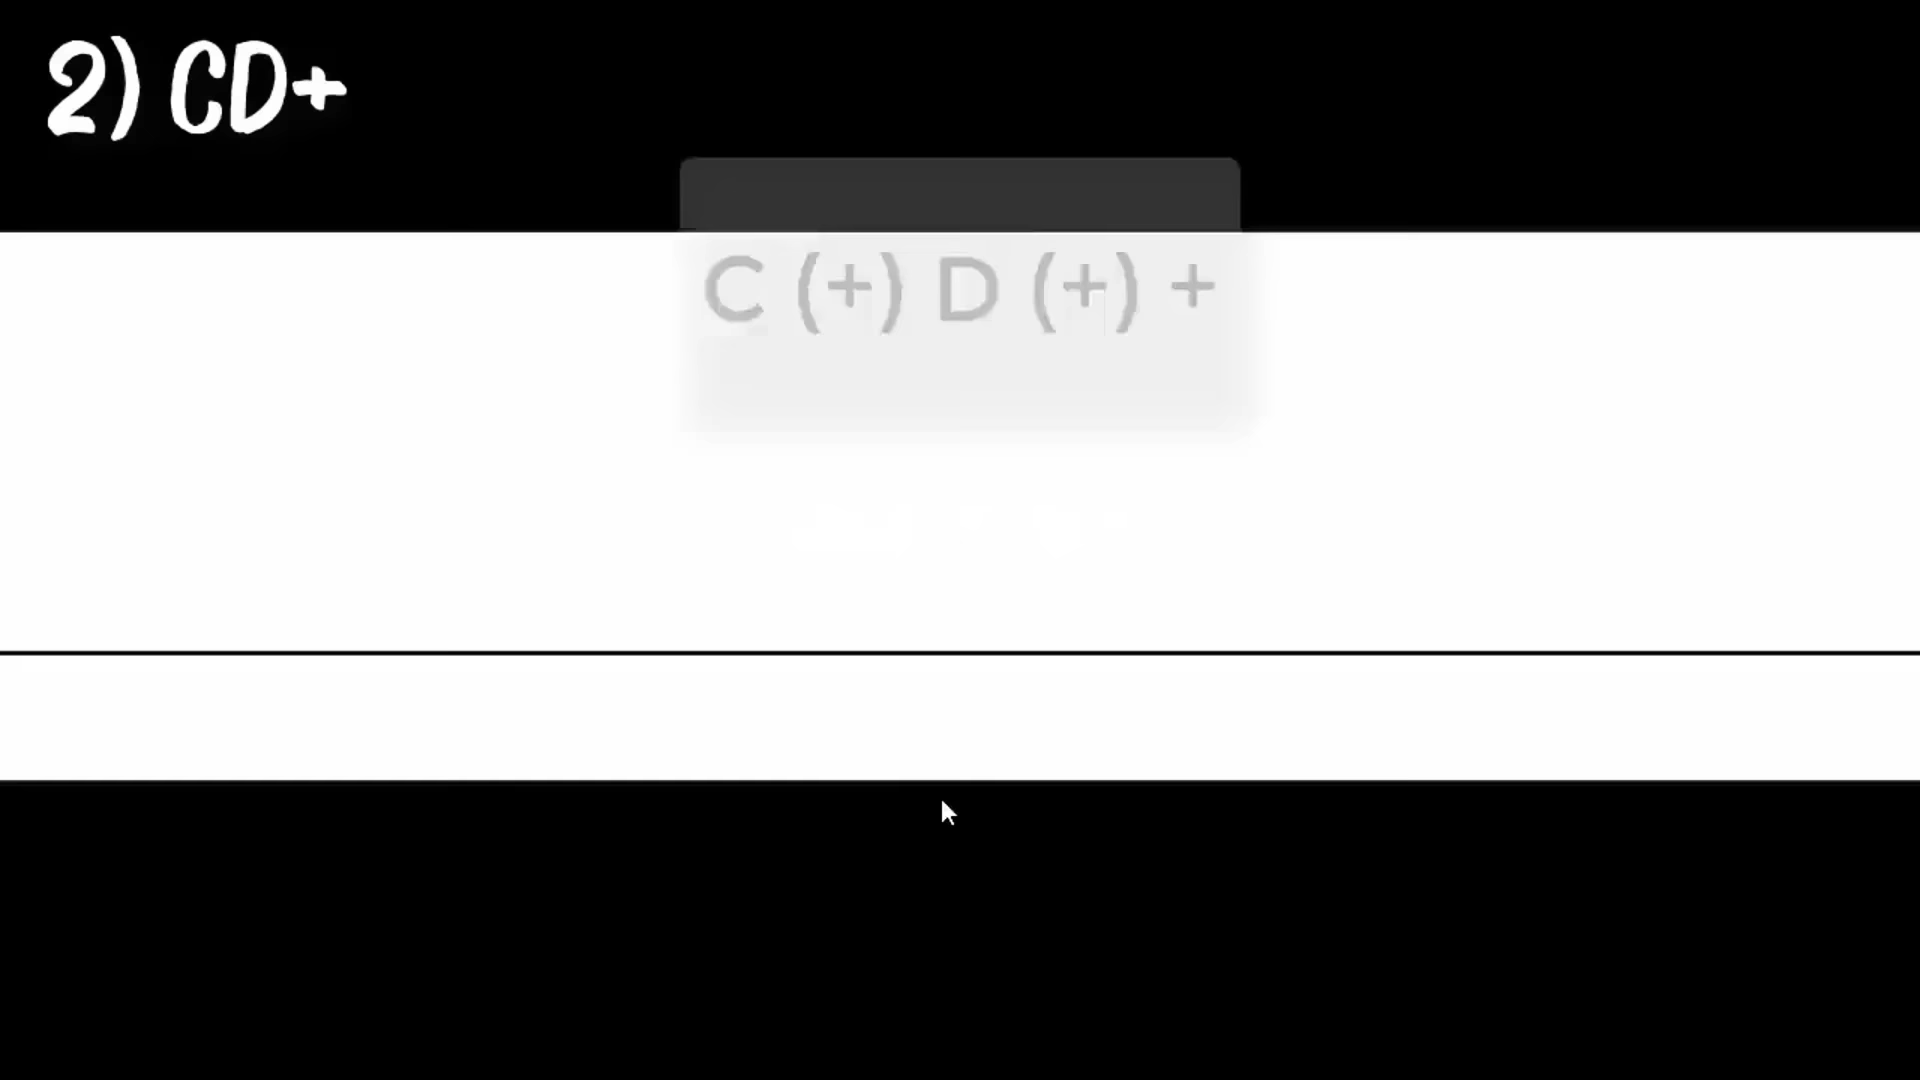 2) CD+
C (+) D (+) +